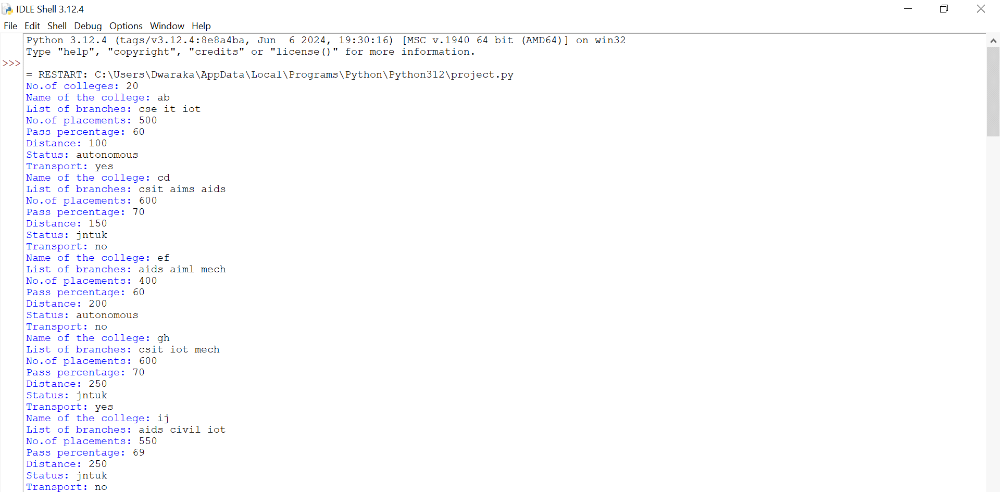 IDLE Shell 3.12.4
File Edit Shell Debug Options Window Help
Python 3.12.4 (tags/v3.12.4:8e8a4ba, Jun  6 2024, 19:30:16) [MSC v.1940 64 bit (AMD64)] on win32
Type "help", "copyright", "credits" or "license()" for more information.
>>>
= RESTART: C:\Users\Dwaraka\AppData\Local\Programs\Python\Python312\project.py
No.of colleges: 20
Name of the college: ab
List of branches: cse it iot
No.of placements: 500
Pass percentage: 60
Distance: 100
Status: autonomous
Transport: yes
Name of the college: cd
List of branches: csit aims aids
No.of placements: 600
Pass percentage: 70
Distance: 150
Status: jntuk
Transport: no
Name of the college: ef
List of branches: aids aiml mech
No.of placements: 400
Pass percentage: 60
Distance: 200
Status: autonomous
Transport: no
Name of the college: gh
List of branches: csit iot mech
No.of placements: 600
Pass percentage: 70
Distance: 250
Status: jntuk
Transport: yes
Name of the college: ij
List of branches: aids civil iot
No.of placements: 550
Pass percentage: 69
Distance: 250
Status: jntuk
Transport: no